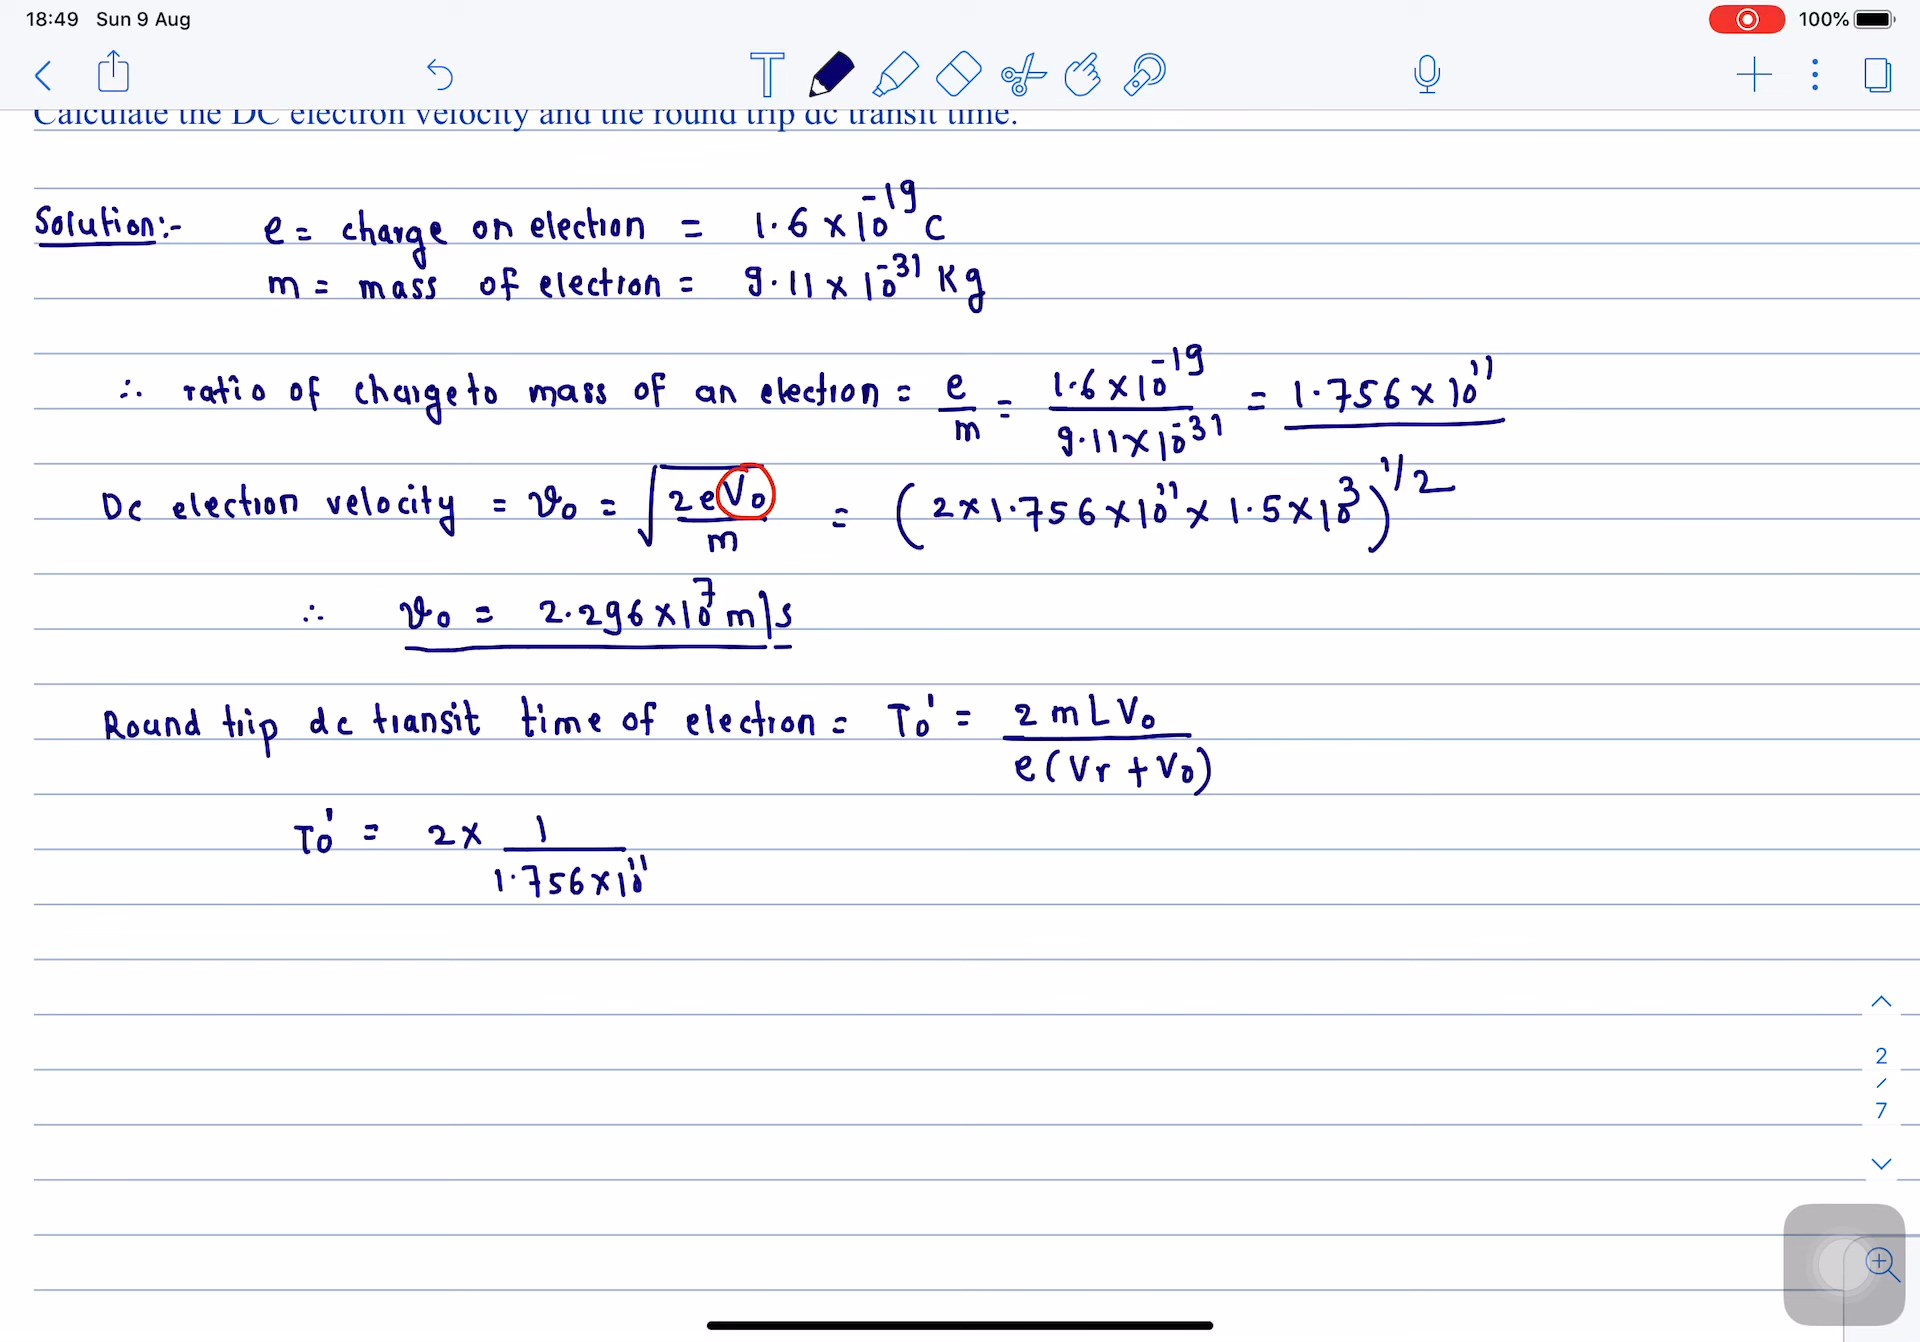 18:49 Sun 9 Aug 100%
Calculate the DC electron velocity and the round trip dc transit time.
Solution:- e = charge on election = 1.6 × 10⁻¹⁹ C
m = mass of electron = 9.11 × 10⁻³¹ Kg
∴ ratio of charge to mass of an election = e/m = 1.6×10⁻¹⁹ / 9.11×10⁻³¹ = 1.756 × 10¹¹
Dc election velocity = v₀ = √(2eV₀/m) = (2×1.756×10¹¹ × 1.5×10³)^1/2
∴ v₀ = 2.296 × 10⁷ m/s
Round trip dc transit time of electron = T₀' = 2mLV₀ / e(Vr + V₀)
T₀' = 2 × 1 / 1.756×10¹¹
2
/
7